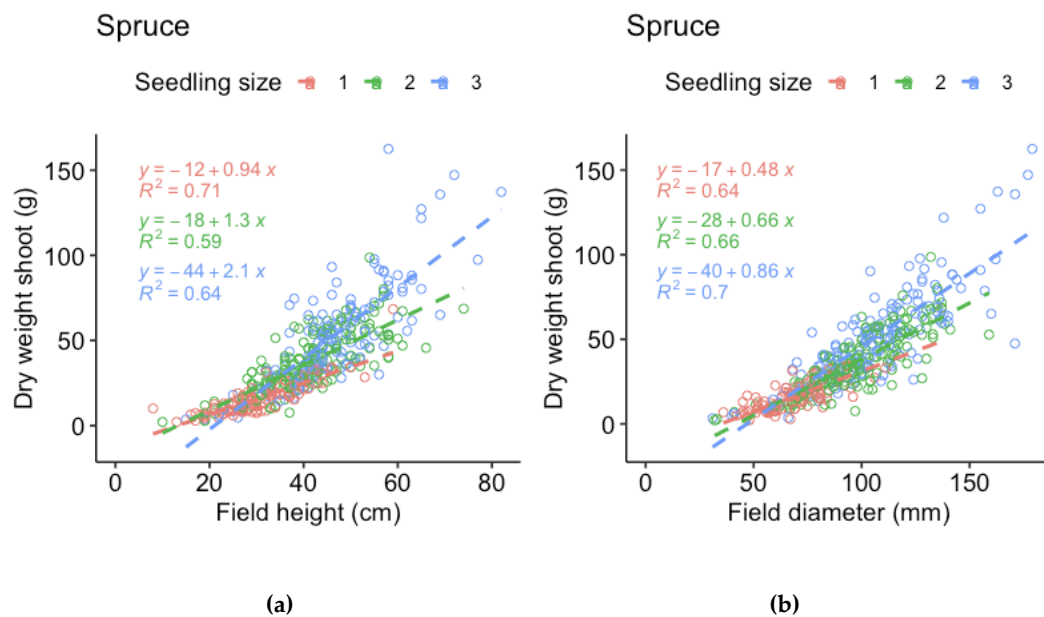 Spruce
Seedling size 1 2 3
y = − 12 + 0.94 x
R² = 0.71
y = − 18 + 1.3 x
R² = 0.59
y = − 44 + 2.1 x
R² = 0.64
150
100
50
0
Dry weight shoot (g)
0 20 40 60 80
Field height (cm)
(a)
Spruce
Seedling size 1 2 3
y = − 17 + 0.48 x
R² = 0.64
y = − 28 + 0.66 x
R² = 0.66
y = − 40 + 0.86 x
R² = 0.7
150
100
50
0
Dry weight shoot (g)
0 50 100 150
Field diameter (mm)
(b)